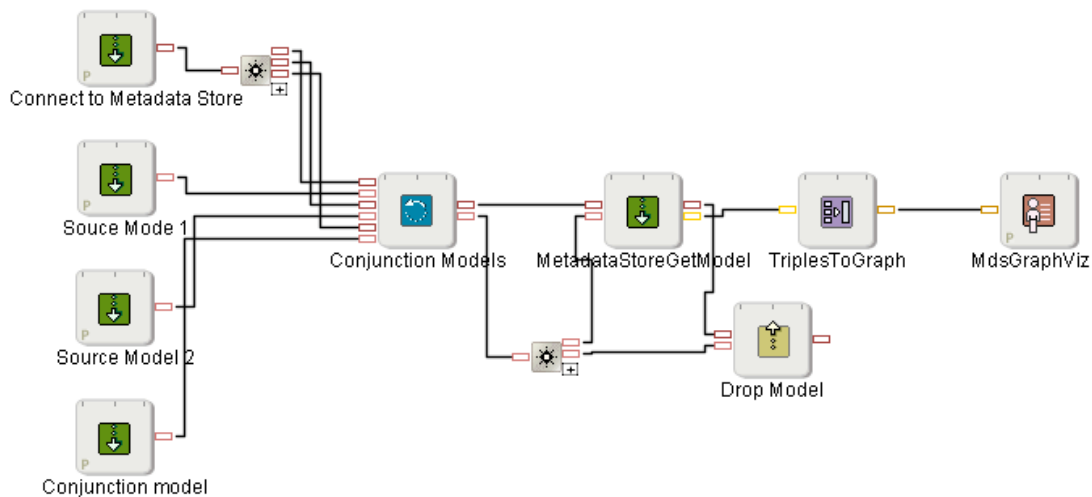 P
Connect to Metadata Store
P
Souce Mode 1
Conjunction Models
MetadataStoreGetModel
TriplesToGraph
P
MdsGraphViz
P
Source Model 2
Drop Model
P
Conjunction model